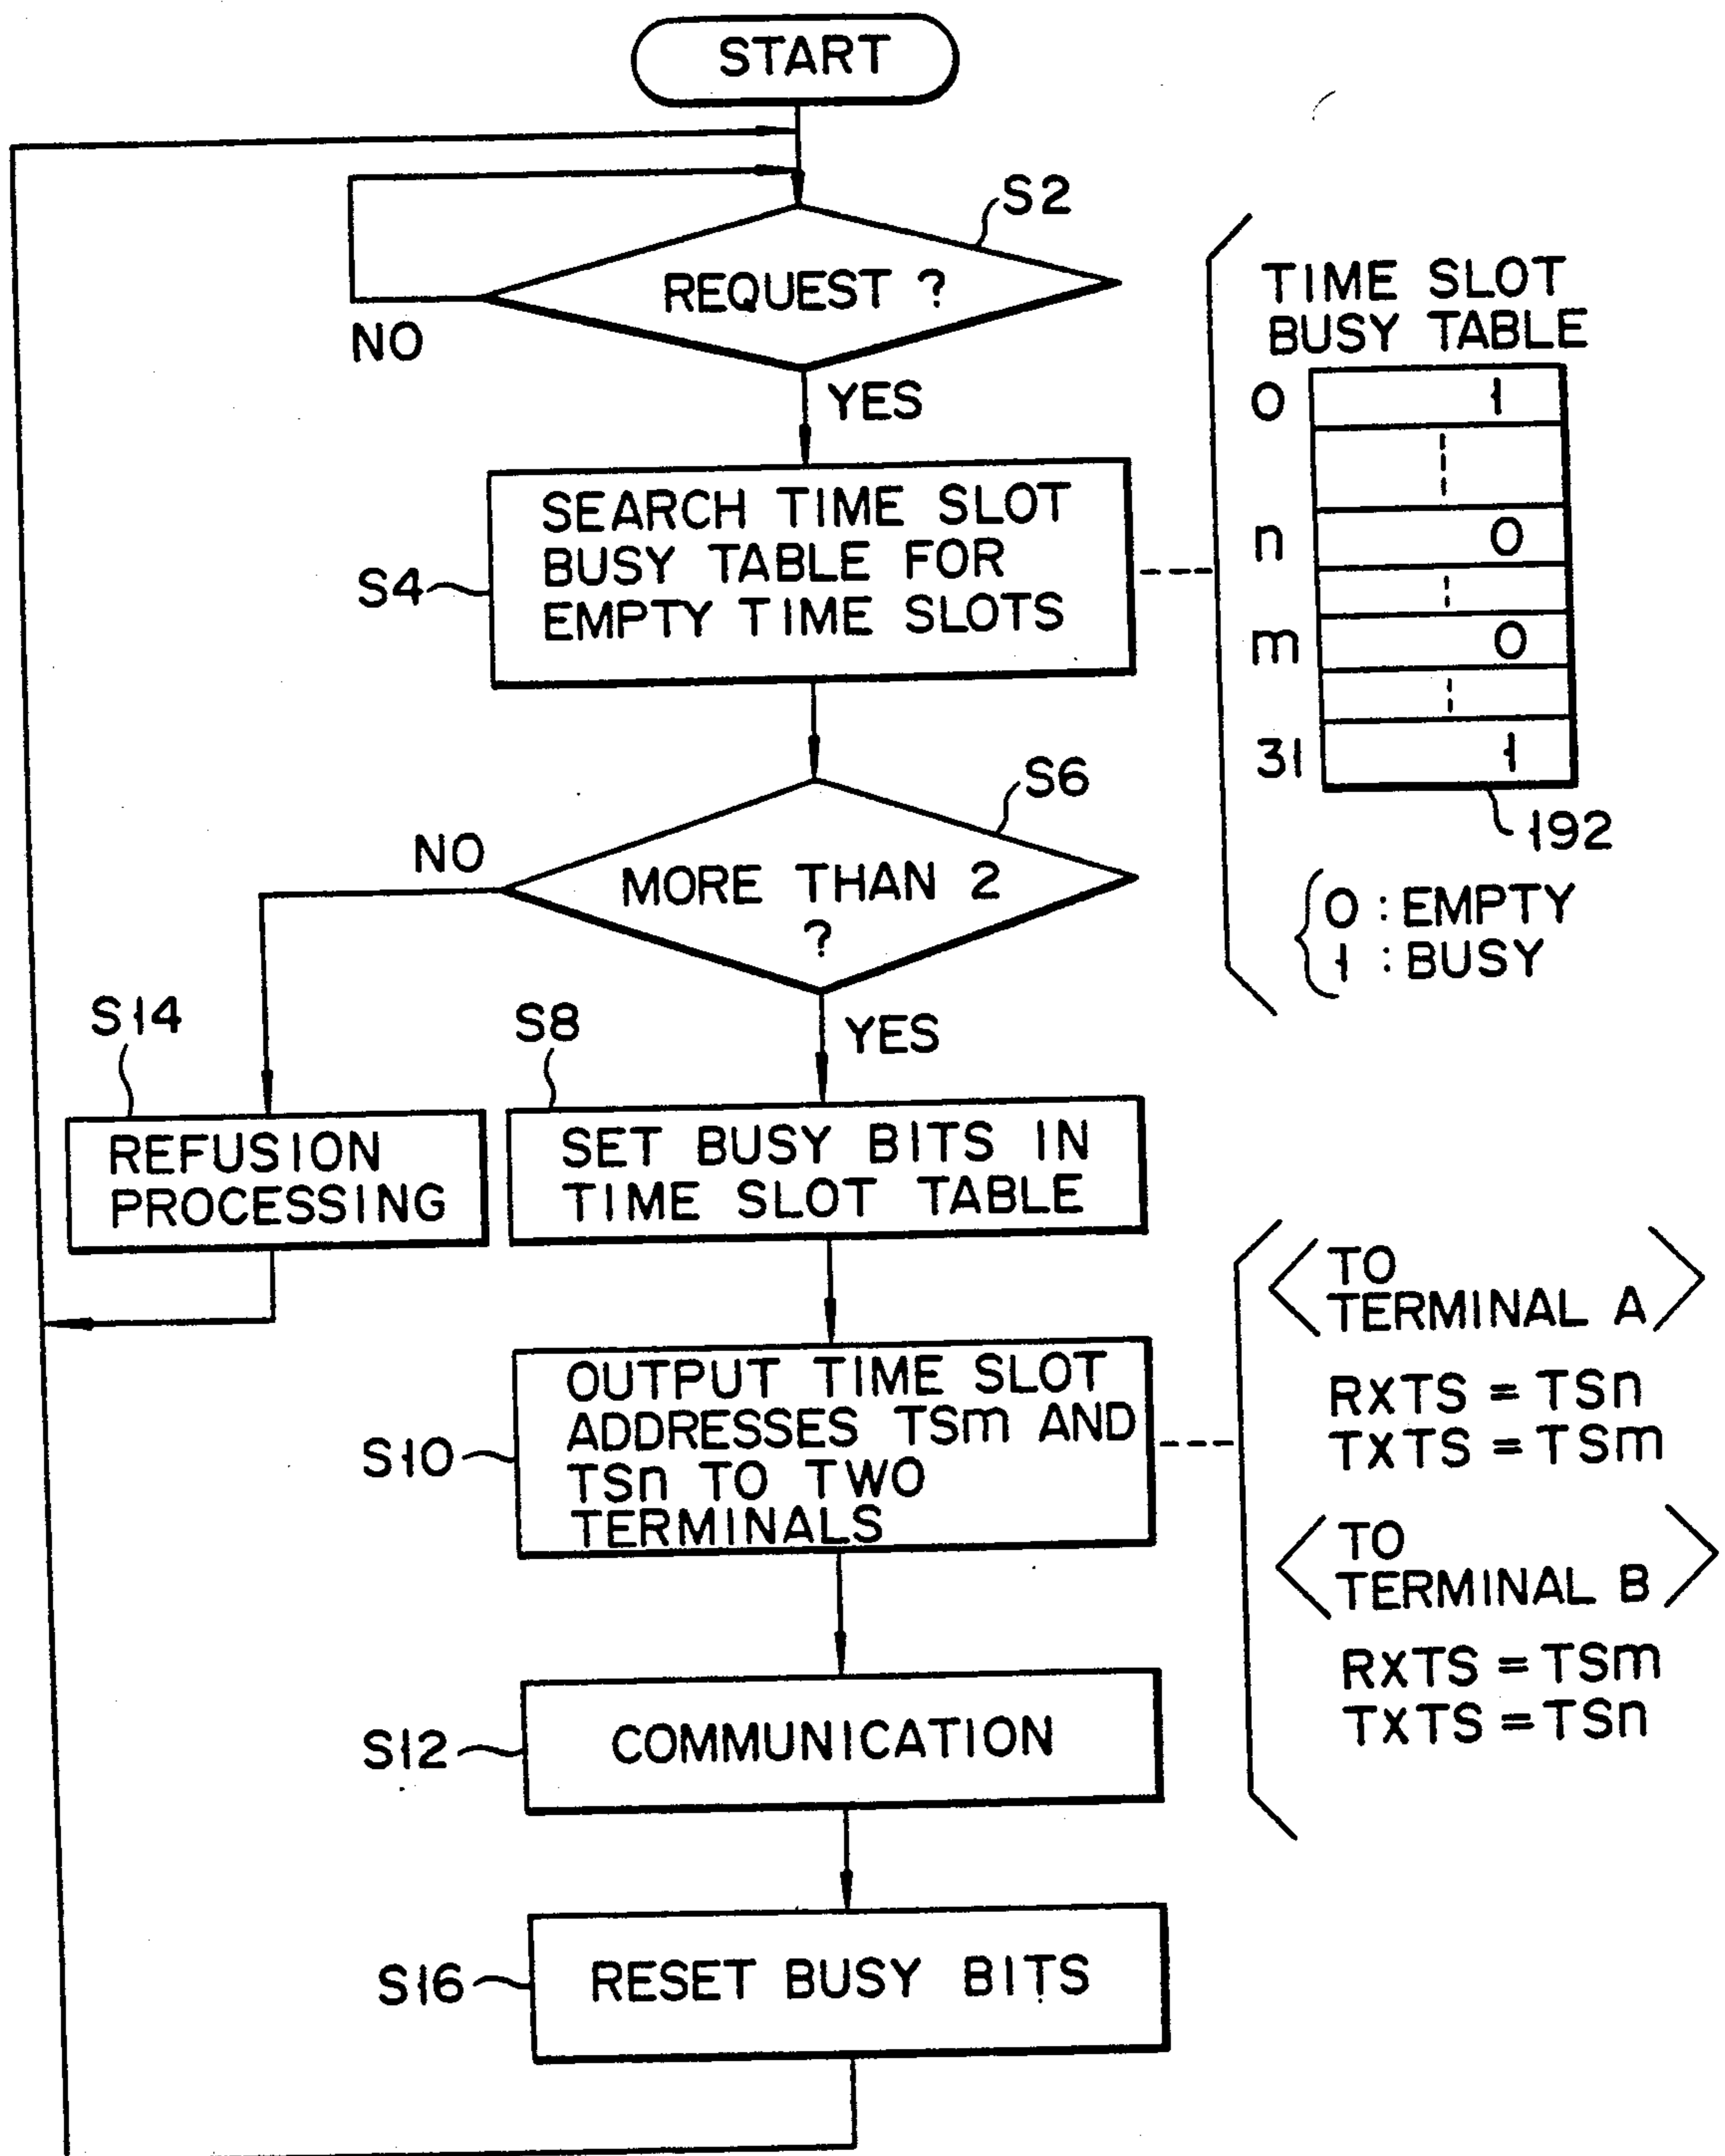 START
S2
REQUEST ?
NO
YES
TIME SLOT
BUSY TABLE
0 1
n 0
m 0
31 1
192
0 : EMPTY
1 : BUSY
S4
SEARCH TIME SLOT
BUSY TABLE FOR
EMPTY TIME SLOTS
S6
NO
MORE THAN 2
?
YES
S14
REFUSION
PROCESSING
S8
SET BUSY BITS IN
TIME SLOT TABLE
S10
OUTPUT TIME SLOT
ADDRESSES TSm AND
TSn TO TWO
TERMINALS
TO
TERMINAL A
RXTS = TSn
TXTS = TSm
TO
TERMINAL B
RXTS = TSm
TXTS = TSn
S12
COMMUNICATION
S16
RESET BUSY BITS